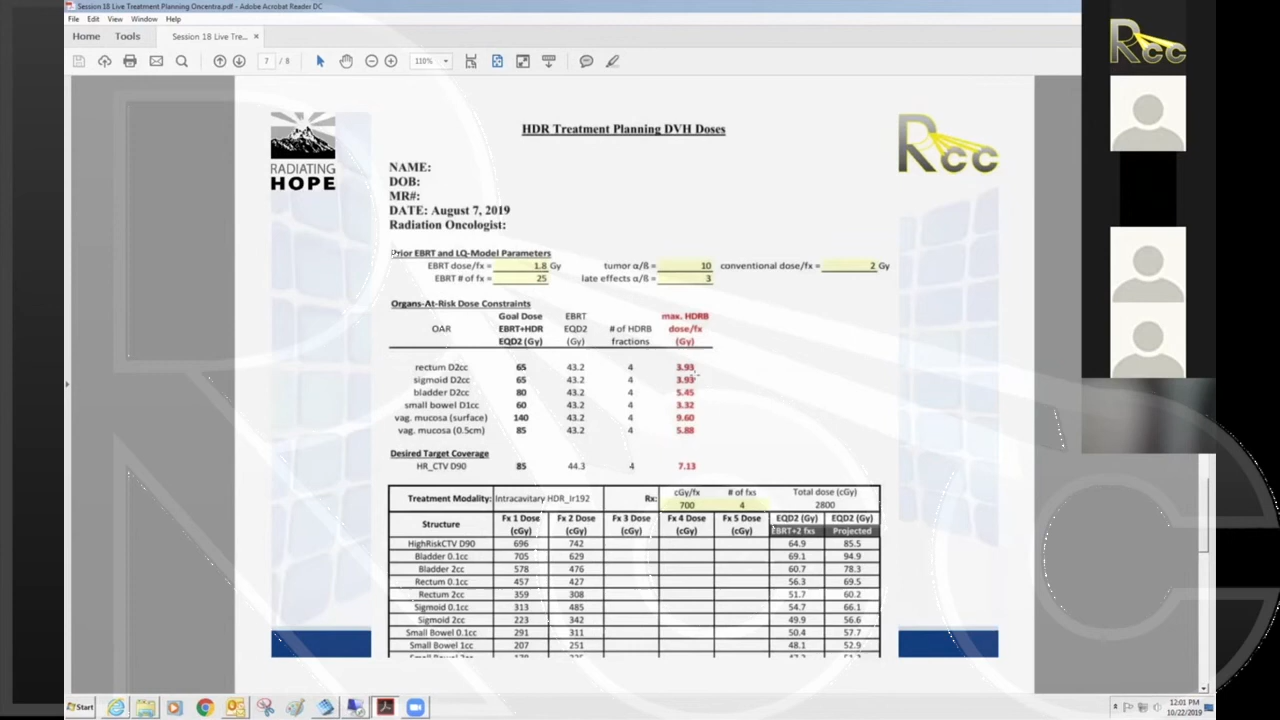 Session 18 Live Treatment Planning Oncentra.pdf - Adobe Acrobat Reader DC
File Edit View Window Help
Home Tools Session 18 Live Tre... ×
7 / 8 110%
RADIATING
HOPE
HDR Treatment Planning DVH Doses
Rcc
Rcc
NAME:
DOB:
MR#:
DATE: August 7, 2019
Radiation Oncologist:
Prior EBRT and LQ-Model Parameters
EBRT dose/fx = 1.8 Gy tumor α/ß = 10 conventional dose/fx = 2 Gy
EBRT # of fx = 25 late effects α/ß = 3
Organs-At-Risk Dose Constraints
Goal Dose EBRT max. HDRB
OAR EBRT+HDR EQD2 # of HDRB dose/fx
EQD2 (Gy) (Gy) fractions (Gy)
rectum D2cc 65 43.2 4 3.93
sigmoid D2cc 65 43.2 4 3.93
bladder D2cc 80 43.2 4 5.45
small bowel D1cc 60 43.2 4 3.32
vag. mucosa (surface) 140 43.2 4 9.60
vag. mucosa (0.5cm) 85 43.2 4 5.88
Desired Target Coverage
HR_CTV D90 85 44.3 4 7.13
Treatment Modality: Intracavitary HDR_Ir192 Rx: cGy/fx # of fxs Total dose (cGy)
700 4 2800
Structure Fx 1 Dose (cGy) Fx 2 Dose (cGy) Fx 3 Dose (cGy) Fx 4 Dose (cGy) Fx 5 Dose (cGy) EQD2 (Gy) EQD2 (Gy)
EBRT+2 fxs Projected
HighRiskCTV D90 696 742 64.9 85.5
Bladder 0.1cc 705 629 69.1 94.9
Bladder 2cc 578 476 60.7 78.3
Rectum 0.1cc 457 427 56.3 69.5
Rectum 2cc 359 308 51.7 60.2
Sigmoid 0.1cc 313 485 54.7 66.1
Sigmoid 2cc 223 342 49.9 56.6
Small Bowel 0.1cc 291 311 50.4 57.7
Small Bowel 1cc 207 251 48.1 52.9
Start
12:01 PM
10/22/2019